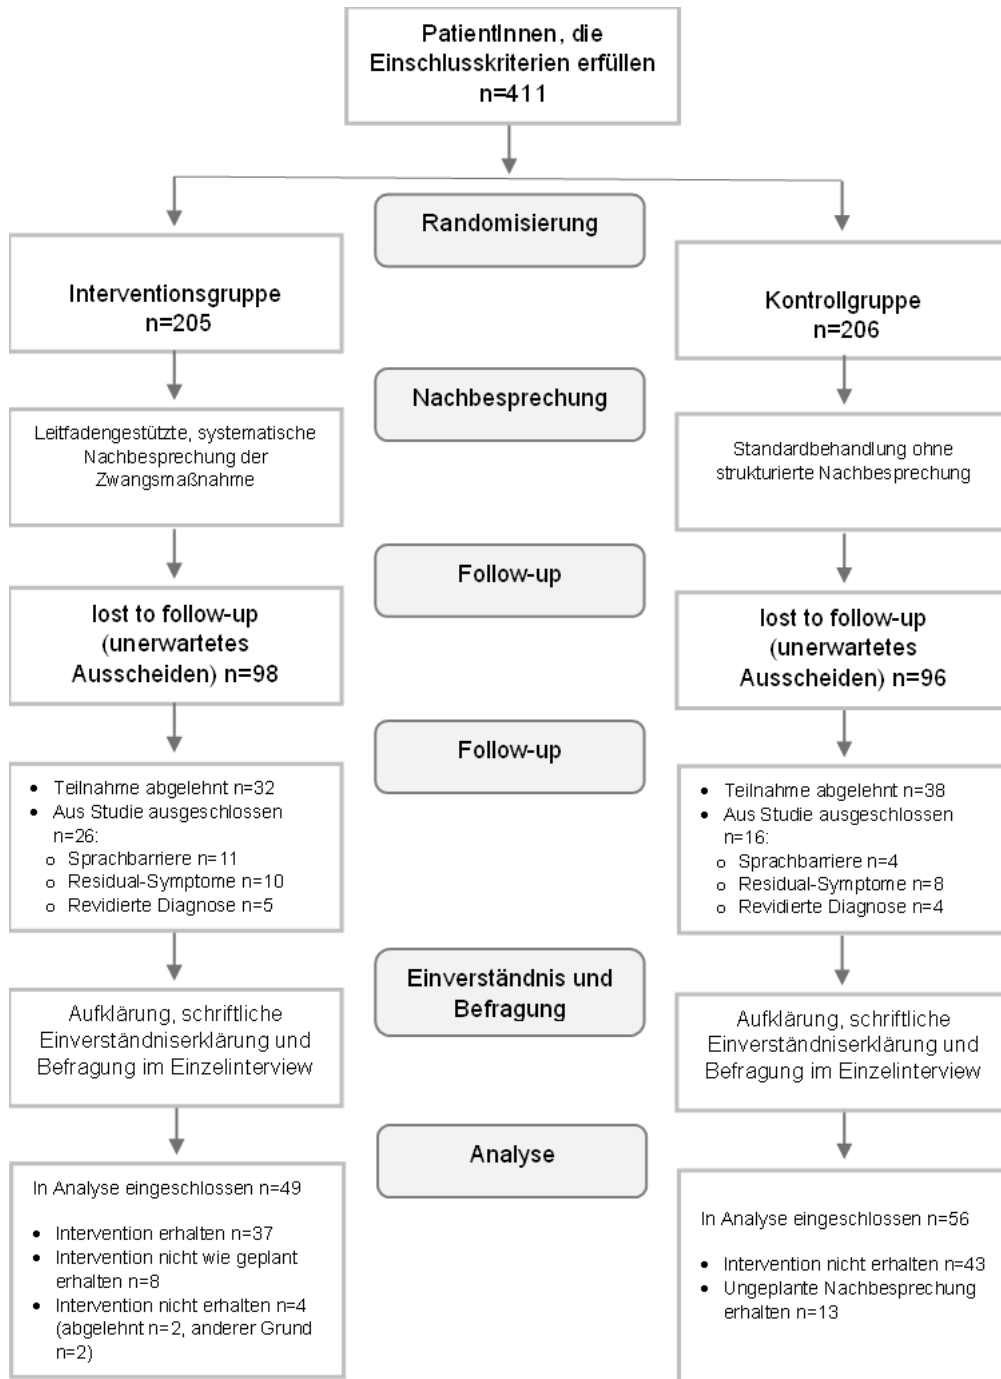 PatientInnen, die
Einschlusskriterien erfüllen
n=411
Randomisierung
Interventionsgruppe
n=205
Kontrollgruppe
n=206
Nachbesprechung
Leitfadengestützte, systematische
Nachbesprechung der
Zwangsmaßnahme
Standardbehandlung ohne
strukturierte Nachbesprechung
Follow-up
lost to follow-up
(unerwartetes
Ausscheiden) n=98
lost to follow-up
(unerwartetes
Ausscheiden) n=96
Follow-up
• Teilnahme abgelehnt n=32
• Aus Studie ausgeschlossen
n=26:
o Sprachbarriere n=11
o Residual-Symptome n=10
o Revidierte Diagnose n=5
• Teilnahme abgelehnt n=38
• Aus Studie ausgeschlossen
n=16:
o Sprachbarriere n=4
o Residual-Symptome n=8
o Revidierte Diagnose n=4
Einverständnis und
Befragung
Aufklärung, schriftliche
Einverständniserklärung und
Befragung im Einzelinterview
Aufklärung, schriftliche
Einverständniserklärung und
Befragung im Einzelinterview
Analyse
In Analyse eingeschlossen n=49
• Intervention erhalten n=37
• Intervention nicht wie geplant
erhalten n=8
• Intervention nicht erhalten n=4
(abgelehnt n=2, anderer Grund
n=2)
In Analyse eingeschlossen n=56
• Intervention nicht erhalten n=43
• Ungeplante Nachbesprechung
erhalten n=13